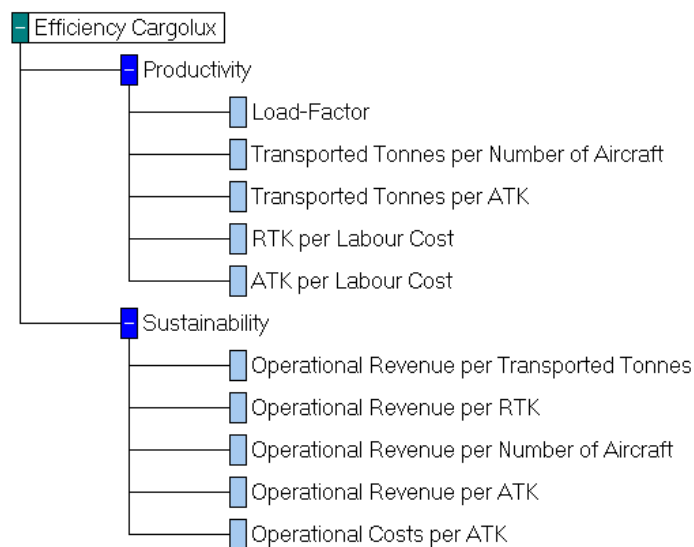 Efficiency Cargolux
Productivity
Load-Factor
Transported Tonnes per Number of Aircraft
Transported Tonnes per ATK
RTK per Labour Cost
ATK per Labour Cost
Sustainability
Operational Revenue per Transported Tonnes
Operational Revenue per RTK
Operational Revenue per Number of Aircraft
Operational Revenue per ATK
Operational Costs per ATK